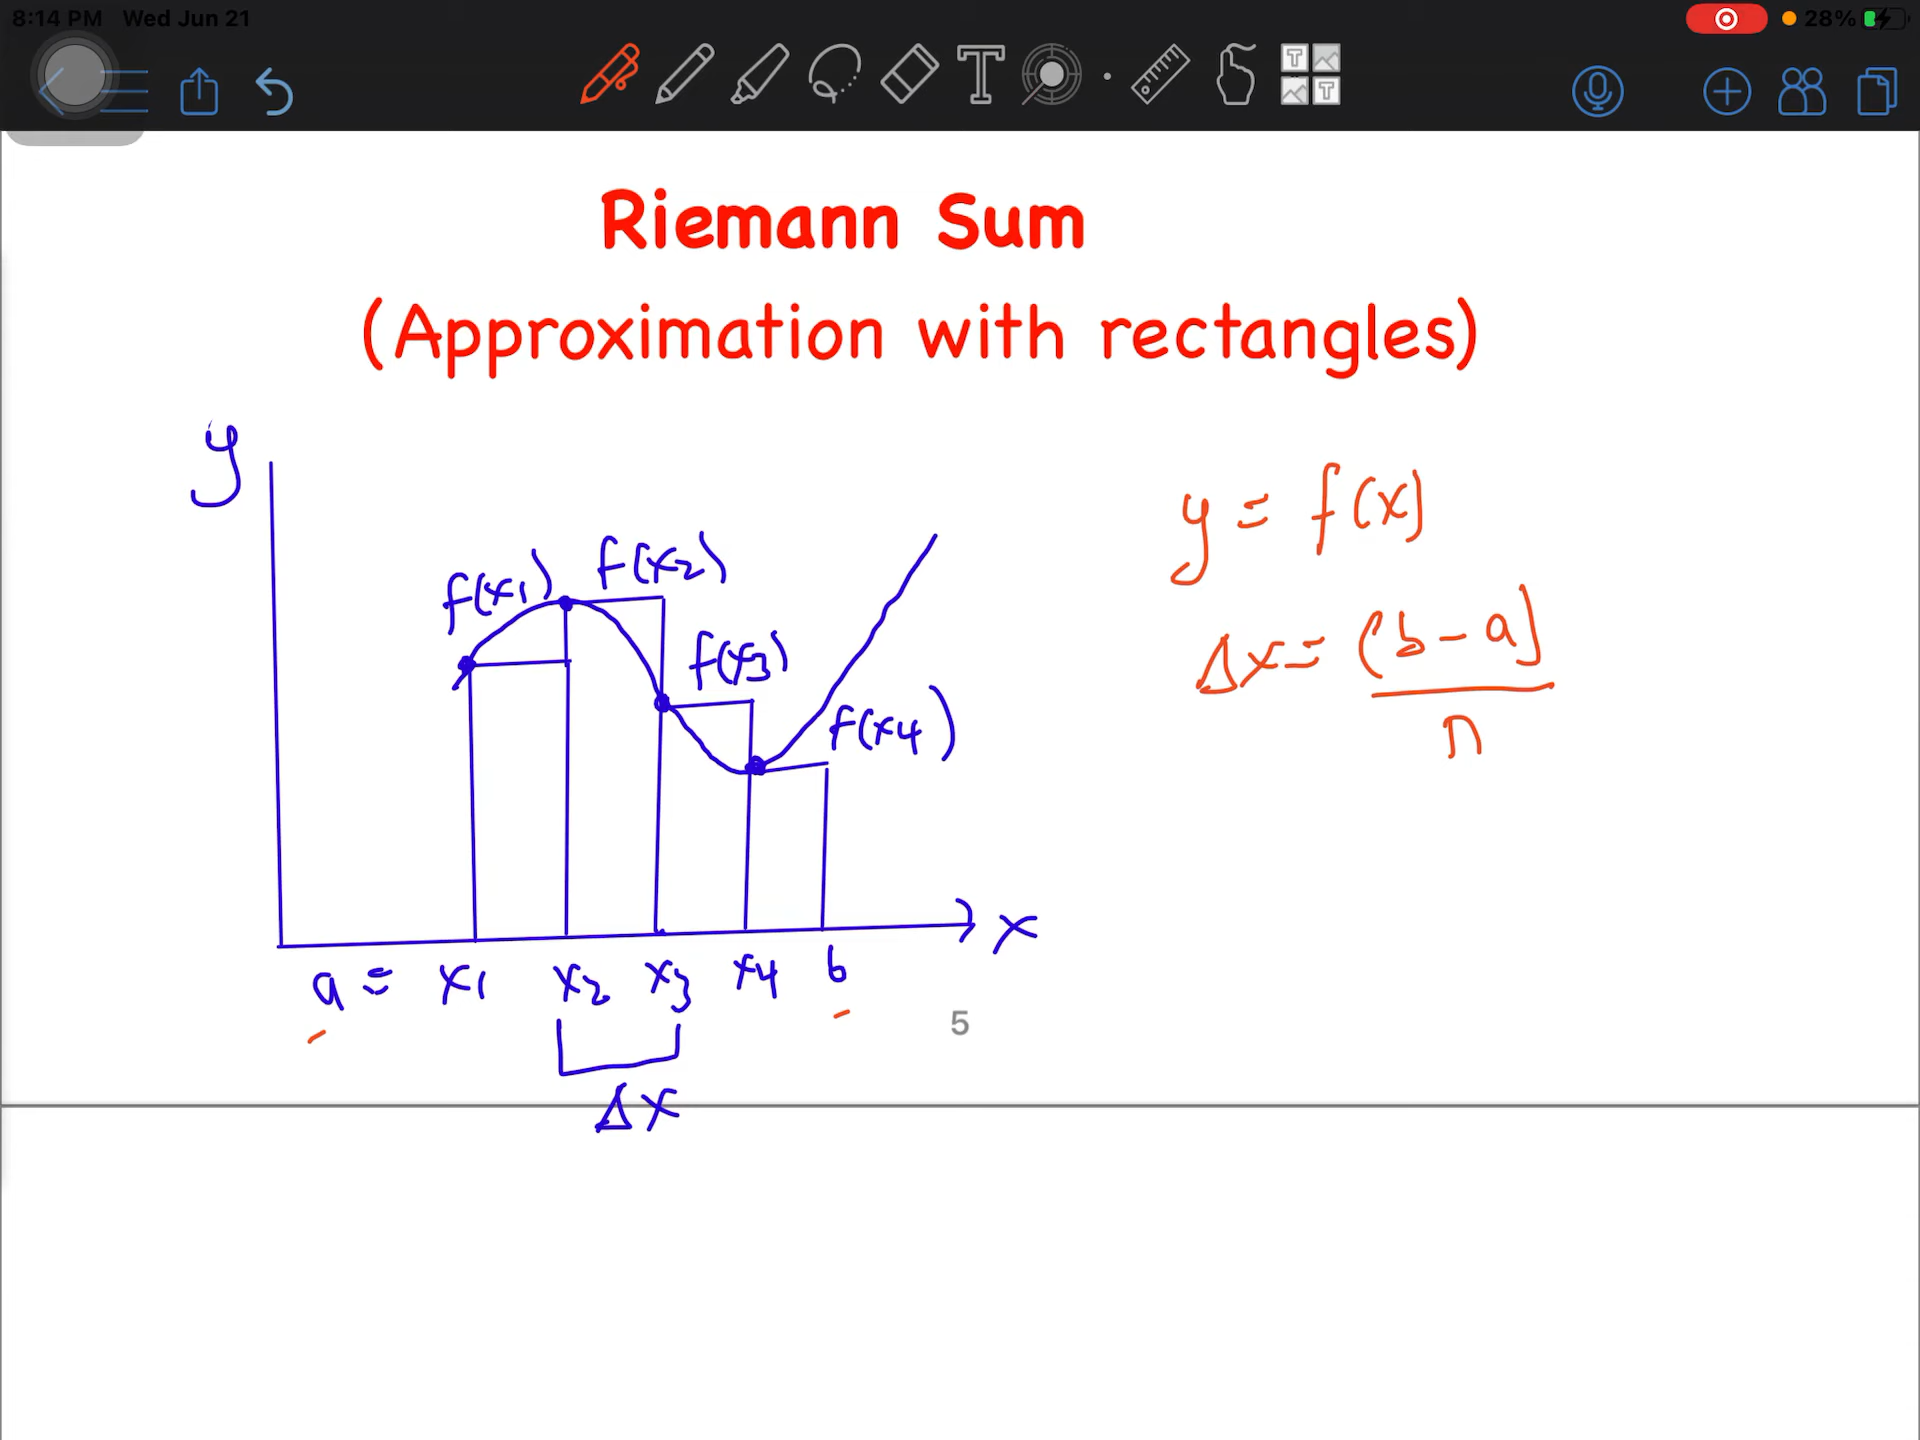 8:14 PM Wed Jun 21
28%
T
T
T
Riemann Sum
(Approximation with rectangles)
y
f(x1)
f(x2)
f(x3)
f(x4)
x
a = x1 x2 x3 x4 b
Δx
y = f(x)
Δx = (b - a)
n
5